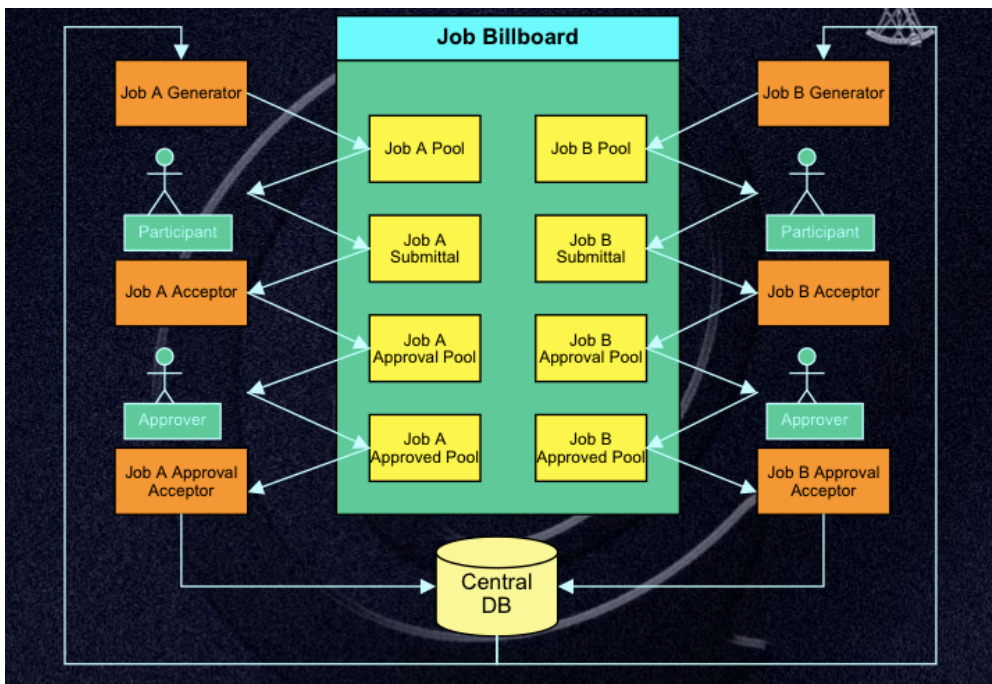 Job Billboard
Job A Generator
Job B Generator
Job A Pool
Job B Pool
Participant
Participant
Job A
Submittal
Job B
Submittal
Job A Acceptor
Job B Acceptor
Job A
Approval Pool
Job B
Approval Pool
Approver
Approver
Job A
Approved Pool
Job B
Approved Pool
Job A Approval
Acceptor
Job B Approval
Acceptor
Central
DB